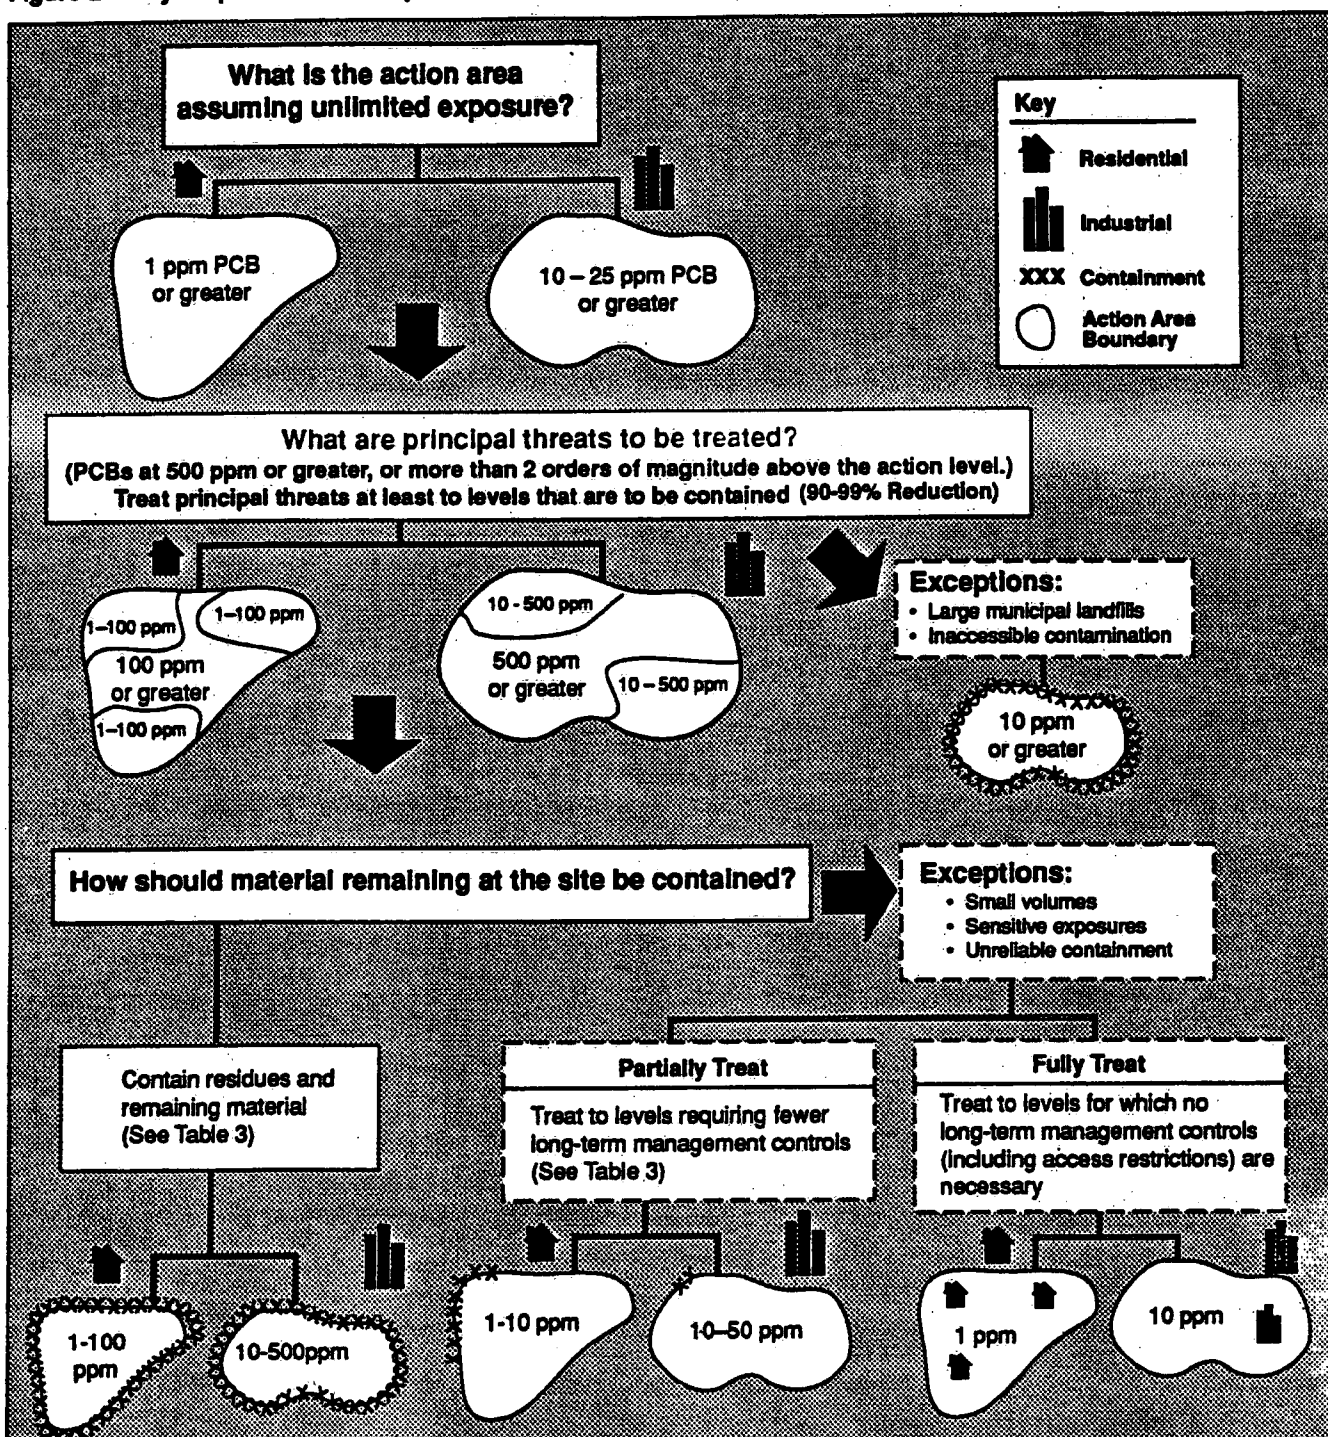 What is the action area
assuming unlimited exposure?
Key
Residential
Industrial
XXX Containment
Action Area
Boundary
1 ppm PCB
or greater
10 – 25 ppm PCB
or greater
What are principal threats to be treated?
(PCBs at 500 ppm or greater, or more than 2 orders of magnitude above the action level.)
Treat principal threats at least to levels that are to be contained (90-99% Reduction)
1–100 ppm
1–100 ppm
100 ppm
or greater
1–100 ppm
10 - 500 ppm
500 ppm
or greater
10 – 500 ppm
Exceptions:
• Large municipal landfills
• Inaccessible contamination
10 ppm
or greater
How should material remaining at the site be contained?
Exceptions:
• Small volumes
• Sensitive exposures
• Unreliable containment
Contain residues and
remaining material
(See Table 3)
Partially Treat
Treat to levels requiring fewer
long-term management controls
(See Table 3)
Fully Treat
Treat to levels for which no
long-term management controls
(including access restrictions) are
necessary
1-100
ppm
10-500ppm
1-10 ppm
10–50 ppm
1 ppm
10 ppm